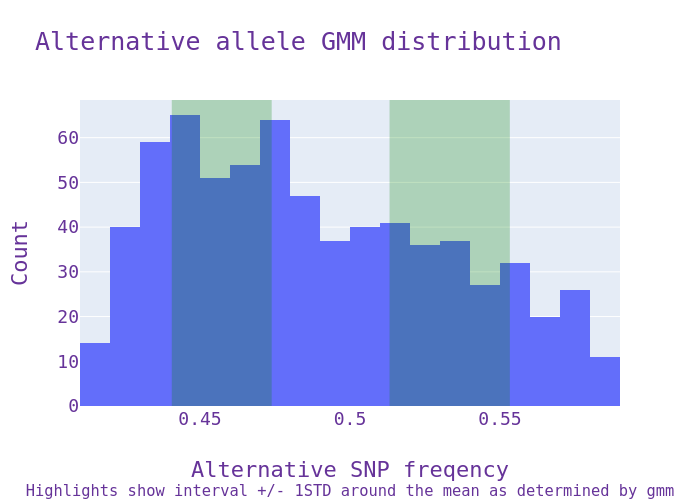 Alternative allele GMM distribution
60
50
40
30
20
10
0
Count
0.45 0.5 0.55
Alternative SNP freqency
Highlights show interval +/- 1STD around the mean as determined by gmm